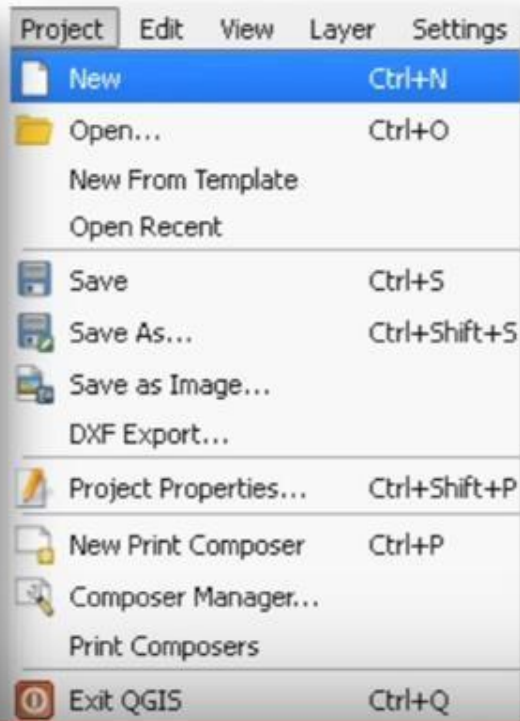 Project Edit View Layer Settings
New Ctrl+N
Open... Ctrl+O
New From Template
Open Recent
Save Ctrl+S
Save As... Ctrl+Shift+S
Save as Image...
DXF Export...
Project Properties... Ctrl+Shift+P
New Print Composer Ctrl+P
Composer Manager...
Print Composers
Exit QGIS Ctrl+Q